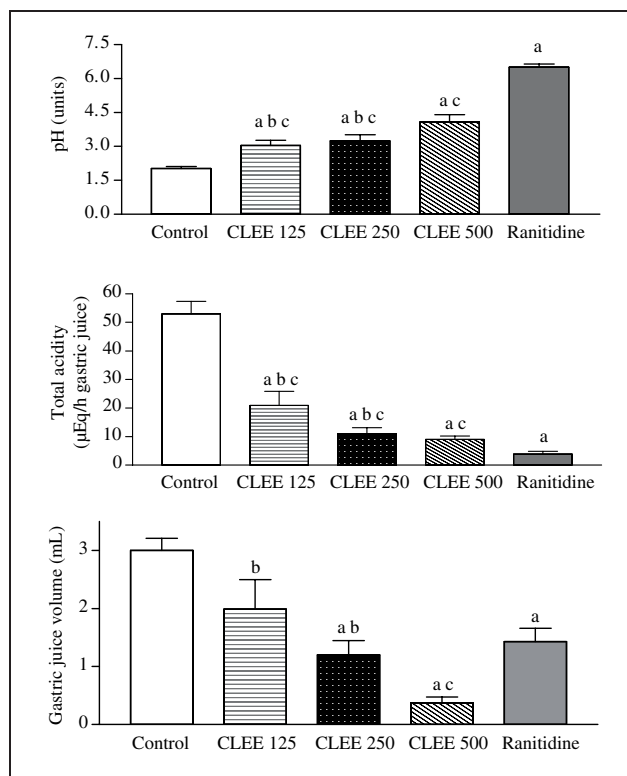 7.5
6.0
4.5
3.0
1.5
0.0
pH (units)
a b c
a b c
a c
a
Control CLEE 125 CLEE 250 CLEE 500 Ranitidine
60
50
40
30
20
10
0
Total acidity
(µEq/h gastric juice)
a b c
a b c
a c
a
Control CLEE 125 CLEE 250 CLEE 500 Ranitidine
3
2
1
0
Gastric juice volume (mL)
b
a b
a c
a
Control CLEE 125 CLEE 250 CLEE 500 Ranitidine